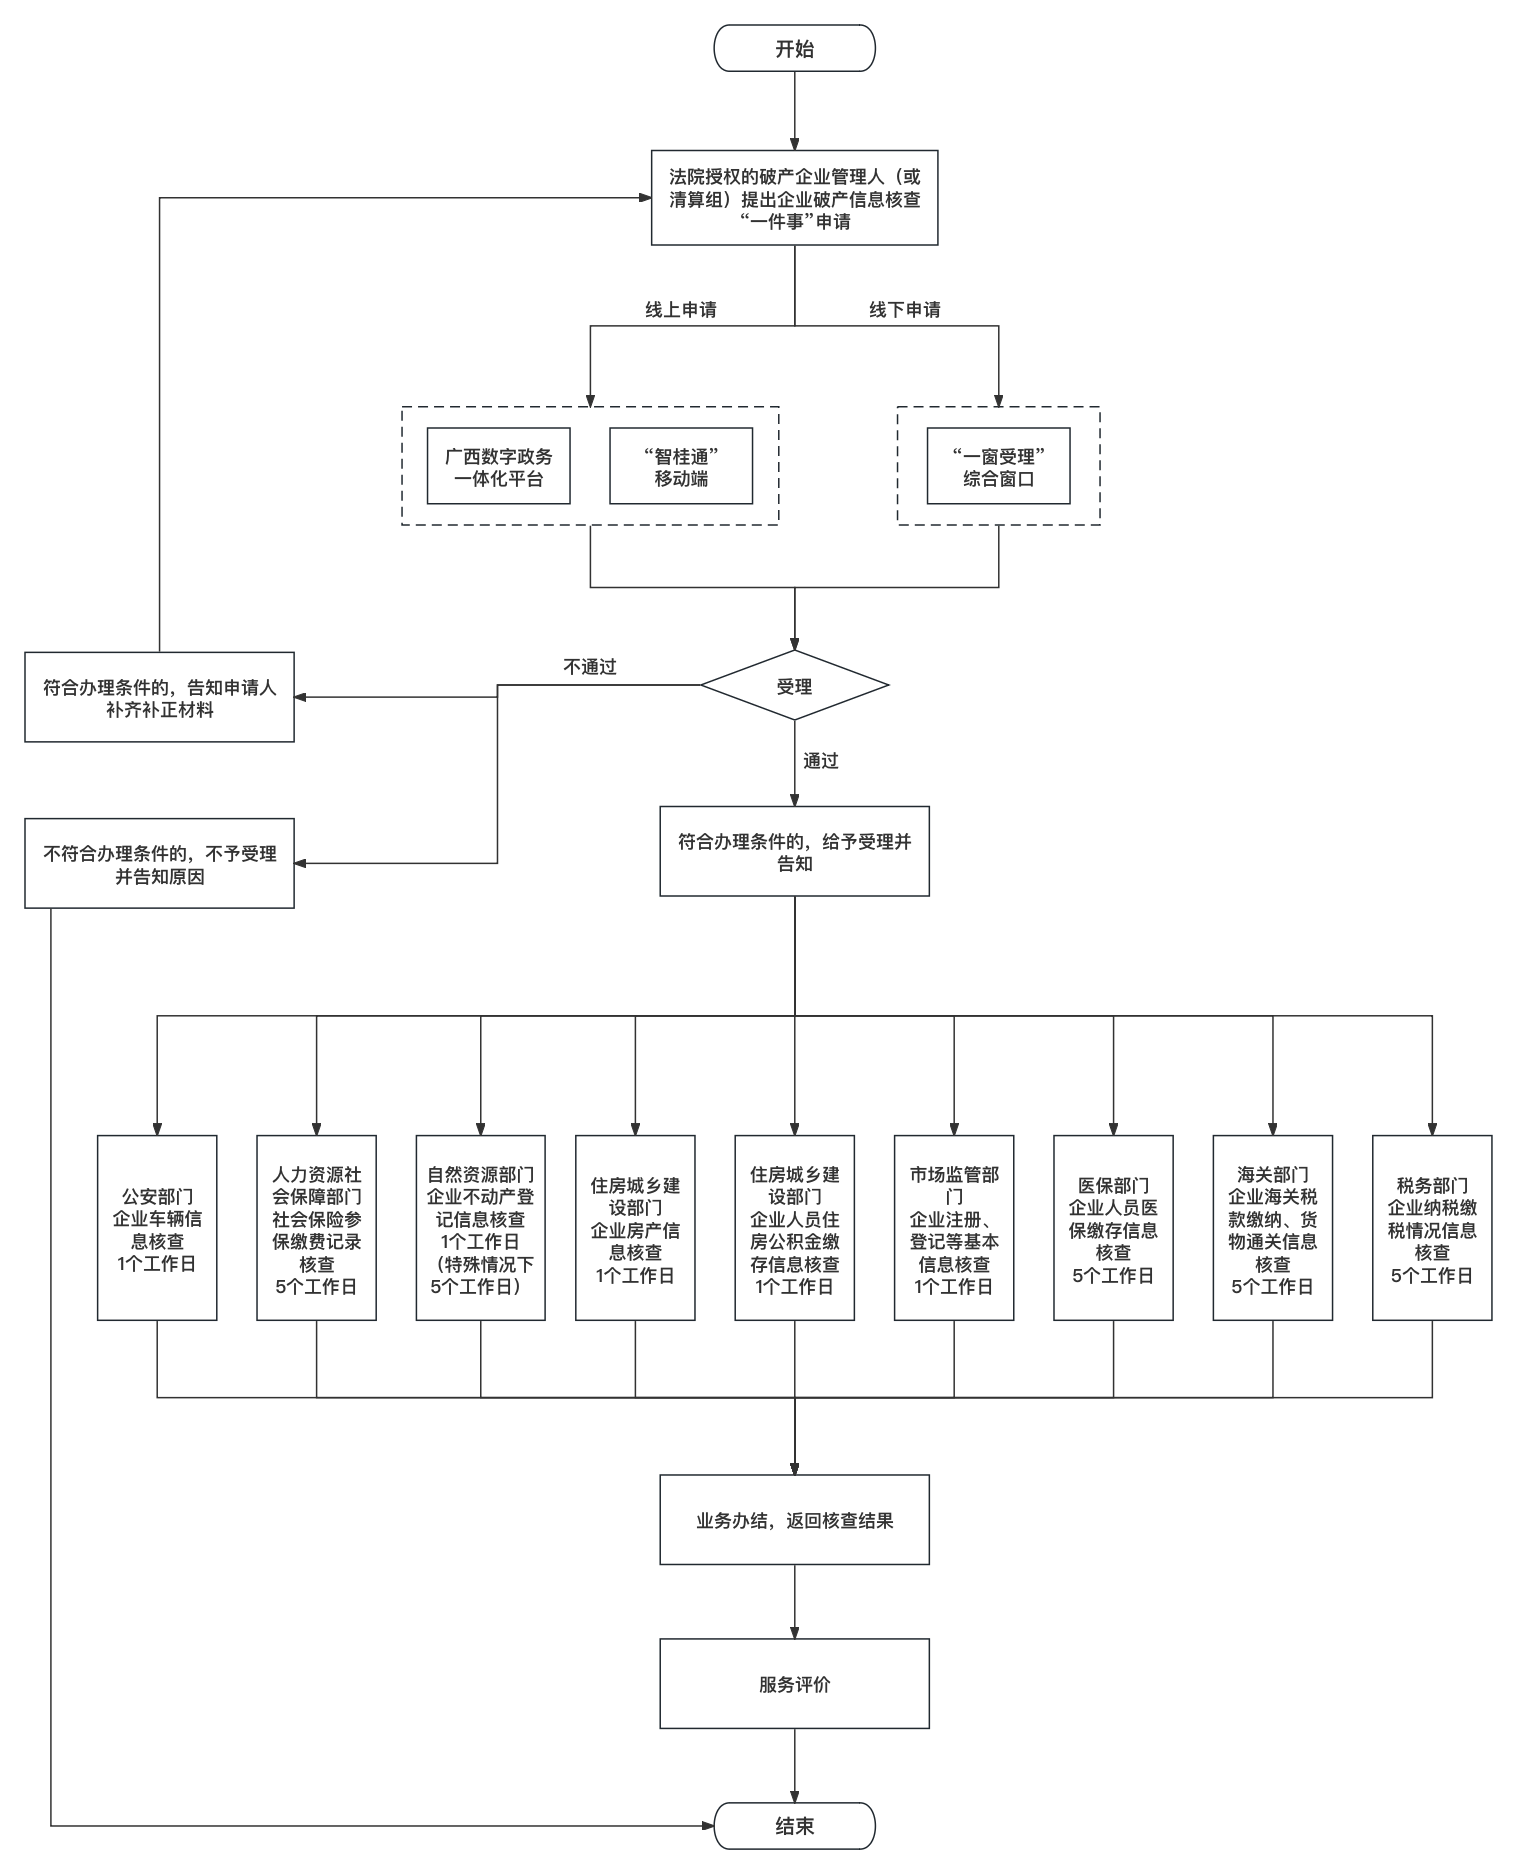 开始
法院授权的破产企业管理人（或
清算组）提出企业破产信息核查
“一件事”申请
线上申请
线下申请
广西数字政务
一体化平台
“智桂通”
移动端
“一窗受理”
综合窗口
不通过
受理
符合办理条件的，告知申请人
补齐补正材料
通过
不符合办理条件的，不予受理
并告知原因
符合办理条件的，给予受理并
告知
公安部门
企业车辆信
息核查
1个工作日
人力资源社
会保障部门
社会保险参
保缴费记录
核查
5个工作日
自然资源部门
企业不动产登
记信息核查
1个工作日
（特殊情况下
5个工作日）
住房城乡建
设部门
企业房产信
息核查
1个工作日
住房城乡建
设部门
企业人员住
房公积金缴
存信息核查
1个工作日
市场监管部
门
企业注册、
登记等基本
信息核查
1个工作日
医保部门
企业人员医
保缴存信息
核查
5个工作日
海关部门
企业海关税
款缴纳、货
物通关信息
核查
5个工作日
税务部门
企业纳税缴
税情况信息
核查
5个工作日
业务办结，返回核查结果
服务评价
结束